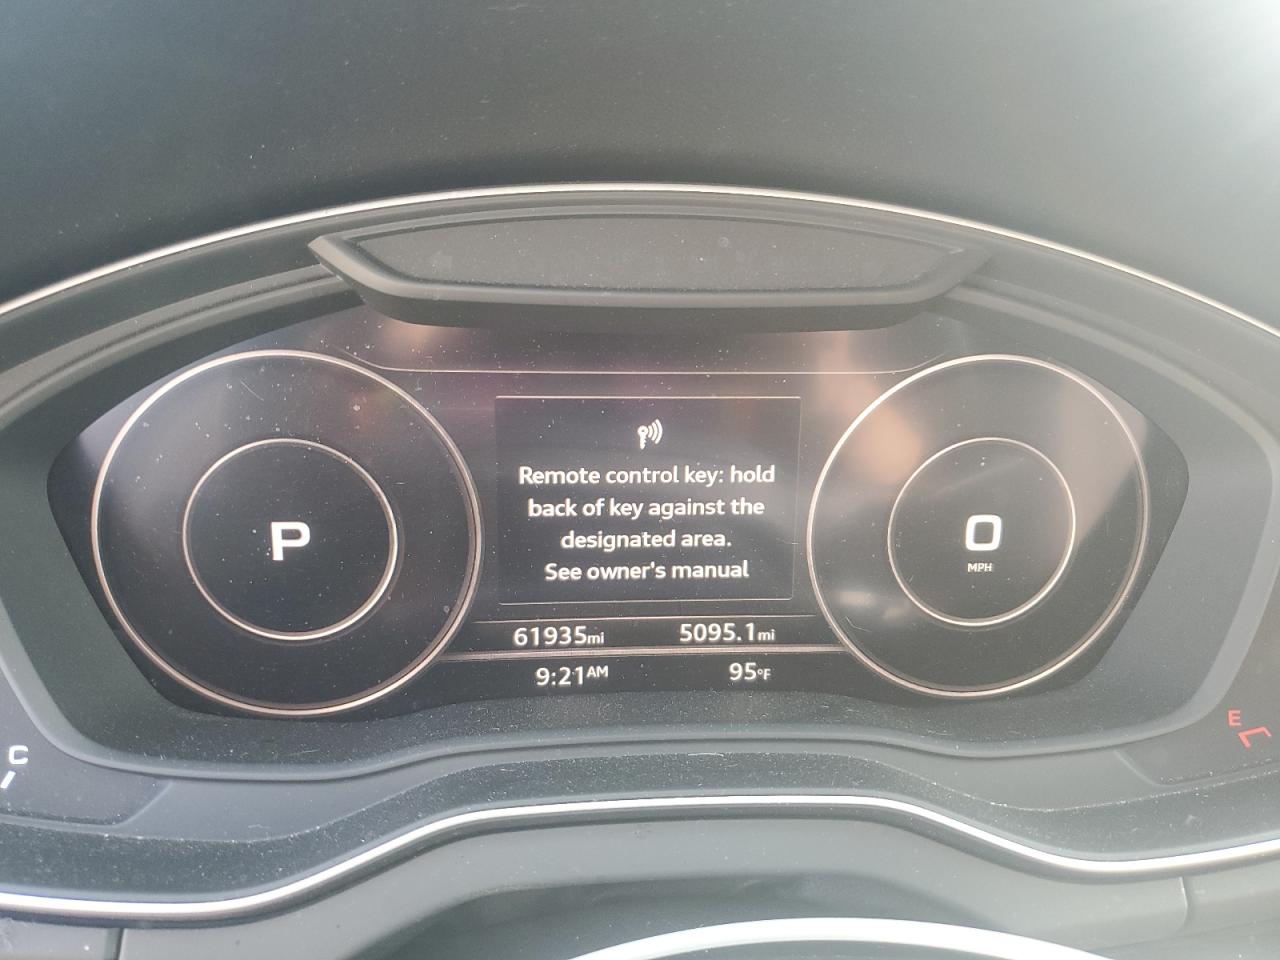 Remote control key: hold
back of key against the
designated area.
See owner's manual
P
0
MPH
61935mi 5095.1mi
9:21AM 95°F
C
E